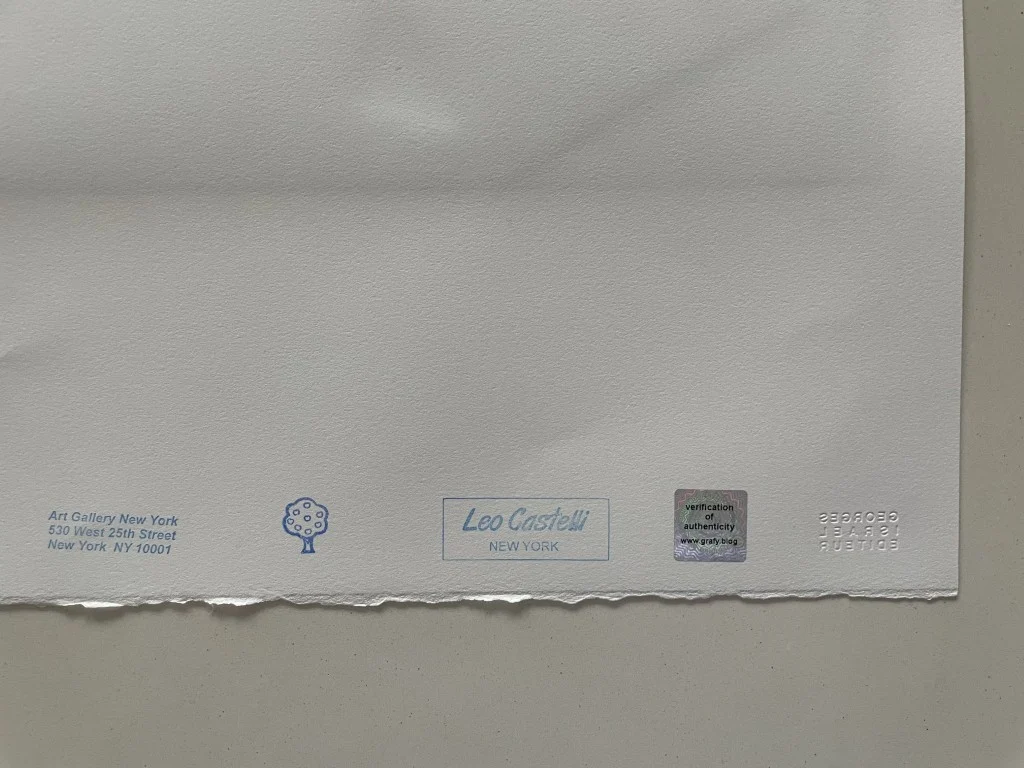 Art Gallery New York
530 West 25th Street
New York NY 10001
Leo Castelli
NEW YORK
verification
of
authenticity
www.grafy.blog
GEORGES
ISRAEL
EDITEUR